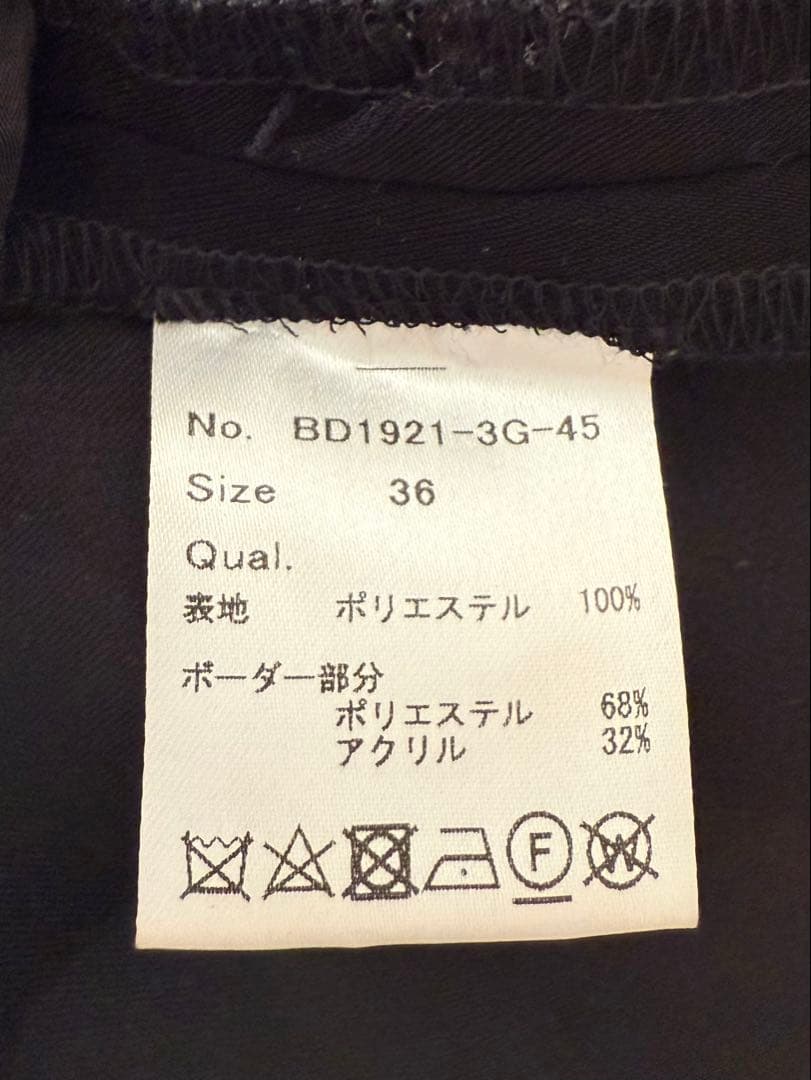 No. BD1921-3G-45
Size 36
Qual.
表地 ポリエステル 100%
ボーダー部分
ポリエステル 68%
アクリル 32%
F W